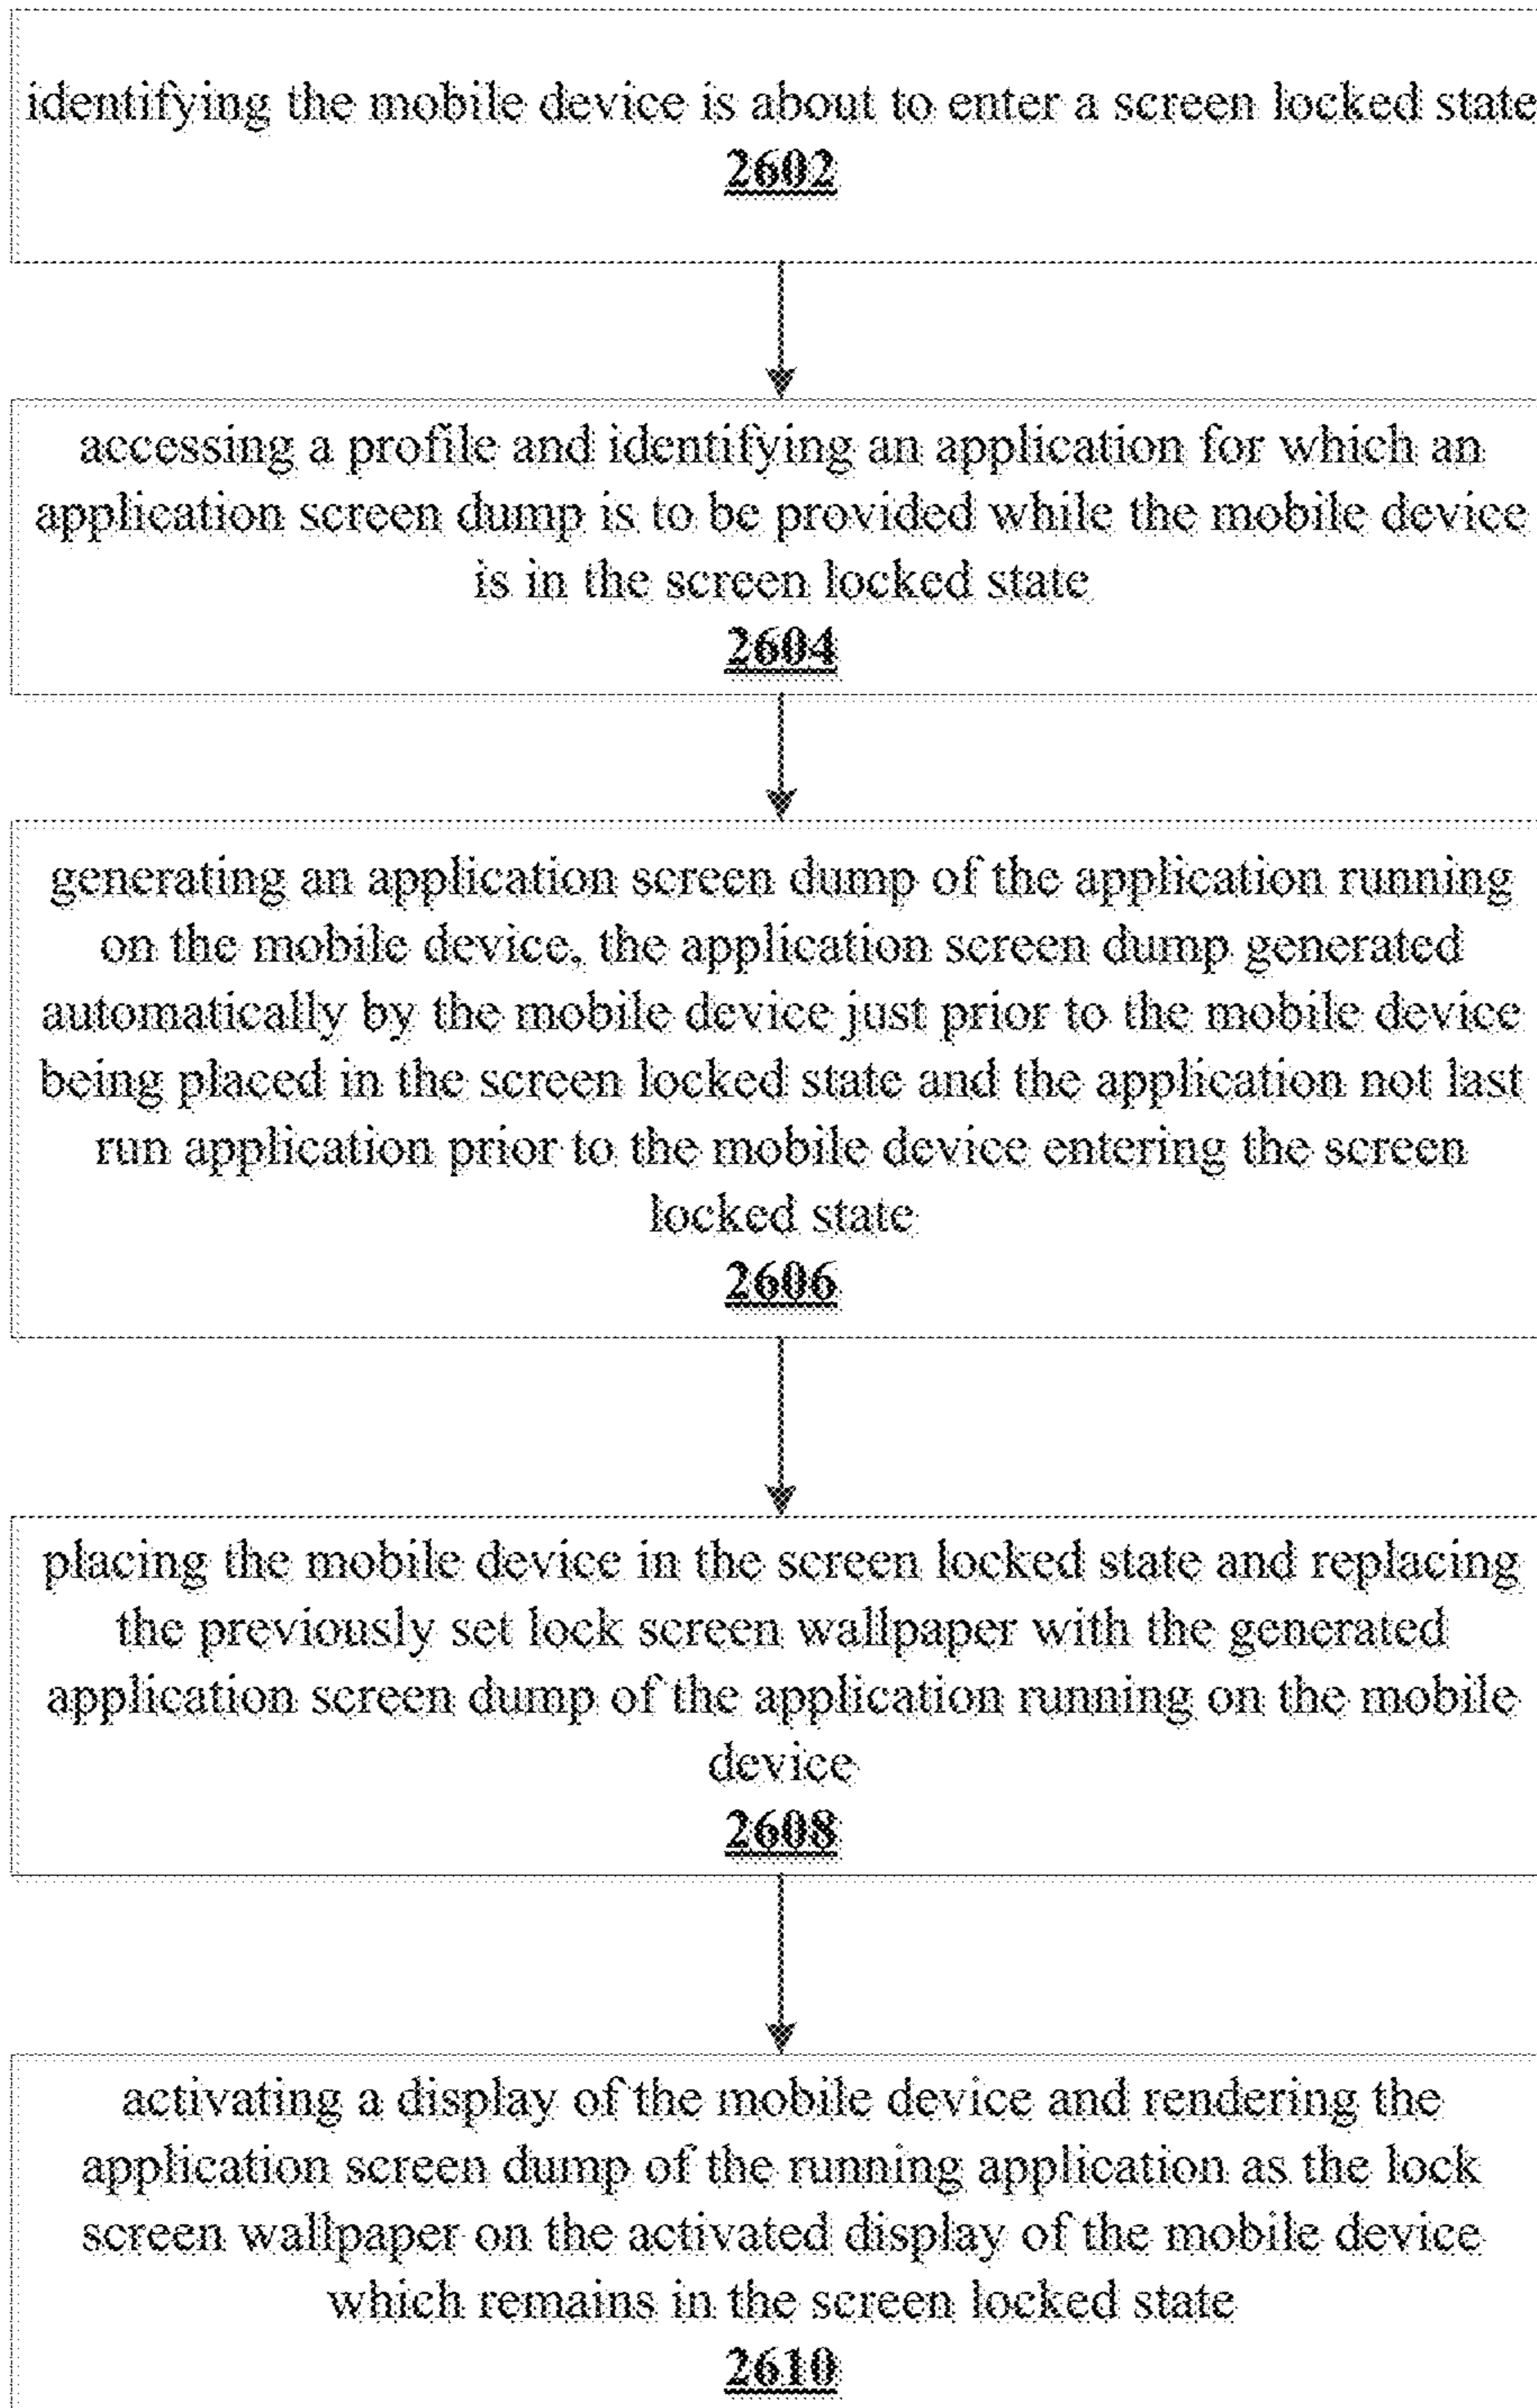 identifying the mobile device is about to enter a screen locked state
2602
accessing a profile and identifying an application for which an
application screen dump is to be provided while the mobile device
is in the screen locked state
2604
generating an application screen dump of the application running
on the mobile device, the application screen dump generated
automatically by the mobile device just prior to the mobile device
being placed in the screen locked state and the application not last
run application prior to the mobile device entering the screen
locked state
2606
placing the mobile device in the screen locked state and replacing
the previously set lock screen wallpaper with the generated
application screen dump of the application running on the mobile
device
2608
activating a display of the mobile device and rendering the
application screen dump of the running application as the lock
screen wallpaper on the activated display of the mobile device
which remains in the screen locked state
2610